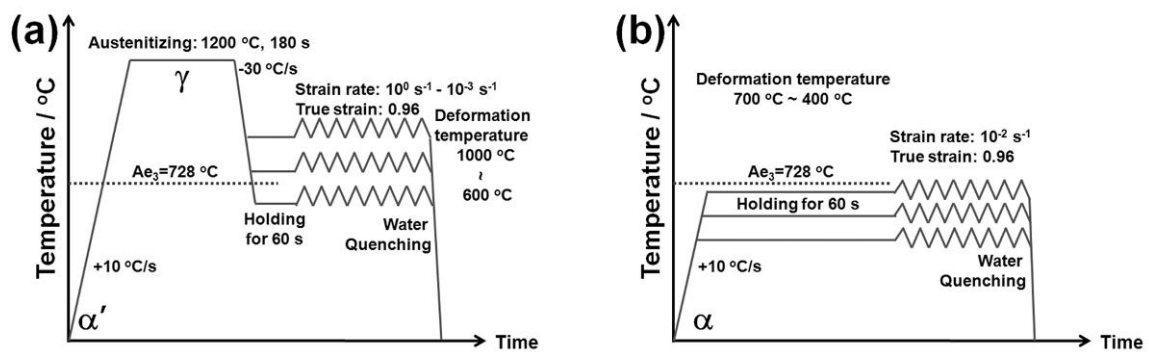 (a)
Temperature / °C
Austenitizing: 1200 °C, 180 s
γ
-30 °C/s
Strain rate: 10⁰ s⁻¹ - 10⁻³ s⁻¹
True strain: 0.96
Deformation
temperature
1000 °C
~
600 °C
Ae₃=728 °C
Holding
for 60 s
Water
Quenching
+10 °C/s
α′
Time
(b)
Temperature / °C
Deformation temperature
700 °C ~ 400 °C
Strain rate: 10⁻² s⁻¹
True strain: 0.96
Ae₃=728 °C
Holding for 60 s
Water
Quenching
+10 °C/s
α
Time